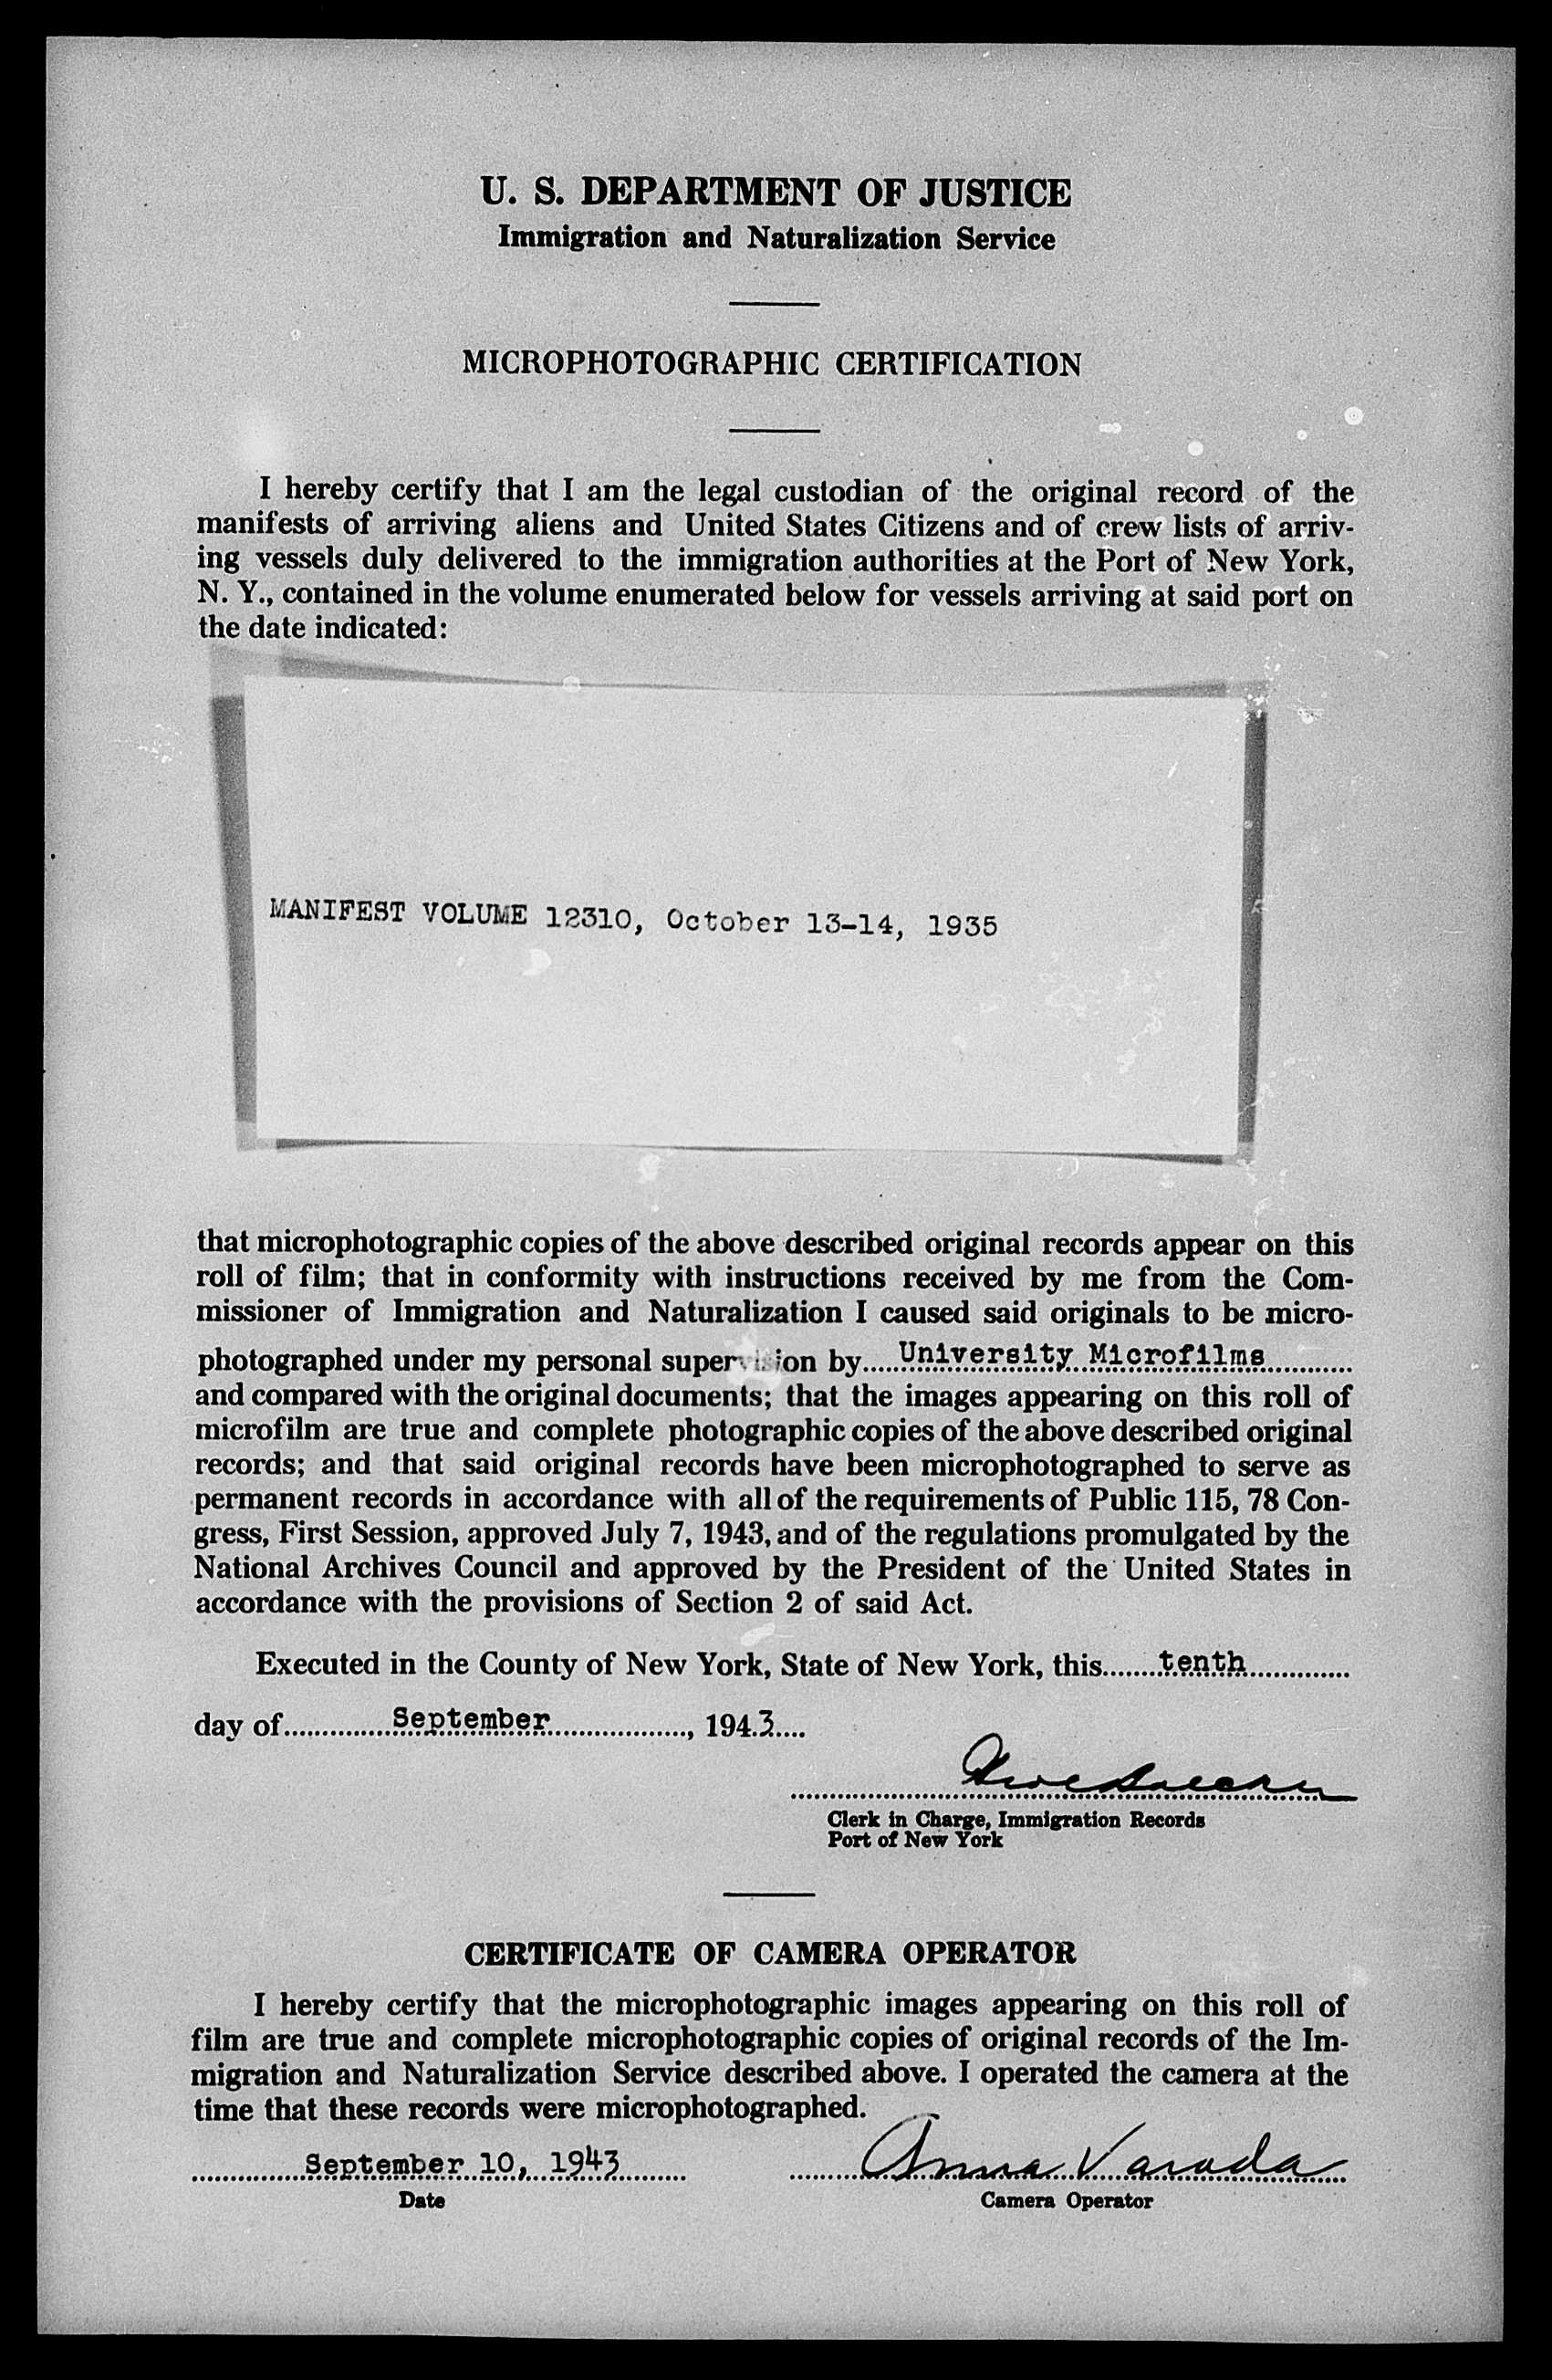 U. S. DEPARTMENT OF JUSTICE
Immigration and Naturalization Service
MICROPHOTOGRAPHIC CERTIFICATION
I hereby certify that I am the legal custodian of the original record of the
manifests of arriving aliens and United States Citizens and of crew lists of arriv-
ing vessels duly delivered to the immigration authorities at the Port of New York,
N. Y., contained in the volume enumerated below for vessels arriving at said port on
the date indicated:
MANIFEST VOLUME 12310, October 13-14, 1935
that microphotographic copies of the above described original records appear on this
roll of film; that in conformity with instructions received by me from the Com-
missioner of Immigration and Naturalization I caused said originals to be micro-
photographed under my personal supervision by.....University Microfilms............
and compared with the original documents; that the images appearing on this roll of
microfilm are true and complete photographic copies of the above described original
records; and that said original records have been microphotographed to serve as
permanent records in accordance with all of the requirements of Public 115, 78 Con-
gress, First Session, approved July 7, 1943, and of the regulations promulgated by the
National Archives Council and approved by the President of the United States in
accordance with the provisions of Section 2 of said Act.
Executed in the County of New York, State of New York, this........tenth..............
day of...............September..................., 194.3....
Clerk in Charge, Immigration Records
Port of New York
CERTIFICATE OF CAMERA OPERATOR
I hereby certify that the microphotographic images appearing on this roll of
film are true and complete microphotographic copies of original records of the Im-
migration and Naturalization Service described above. I operated the camera at the
time that these records were microphotographed.
September 10, 1943 Anna Varada
Date Camera Operator